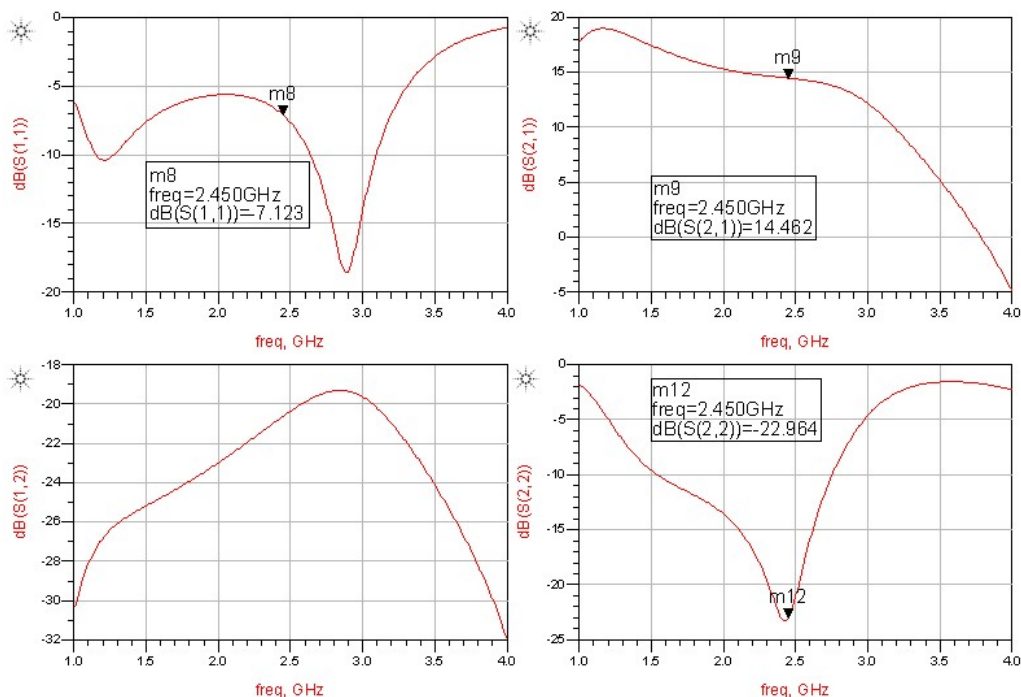 0
-5
-10
-15
-20
dB(S(1,1))
m8
m8
freq=2.450GHz
dB(S(1,1))=-7.123
1.0 1.5 2.0 2.5 3.0 3.5 4.0
freq, GHz
20
15
10
5
0
-5
dB(S(2,1))
m9
m9
freq=2.450GHz
dB(S(2,1))=14.462
1.0 1.5 2.0 2.5 3.0 3.5 4.0
freq, GHz
-18
-20
-22
-24
-26
-28
-30
-32
dB(S(1,2))
1.0 1.5 2.0 2.5 3.0 3.5 4.0
freq, GHz
0
-5
-10
-15
-20
-25
dB(S(2,2))
m12
freq=2.450GHz
dB(S(2,2))=-22.964
m12
1.0 1.5 2.0 2.5 3.0 3.5 4.0
freq, GHz